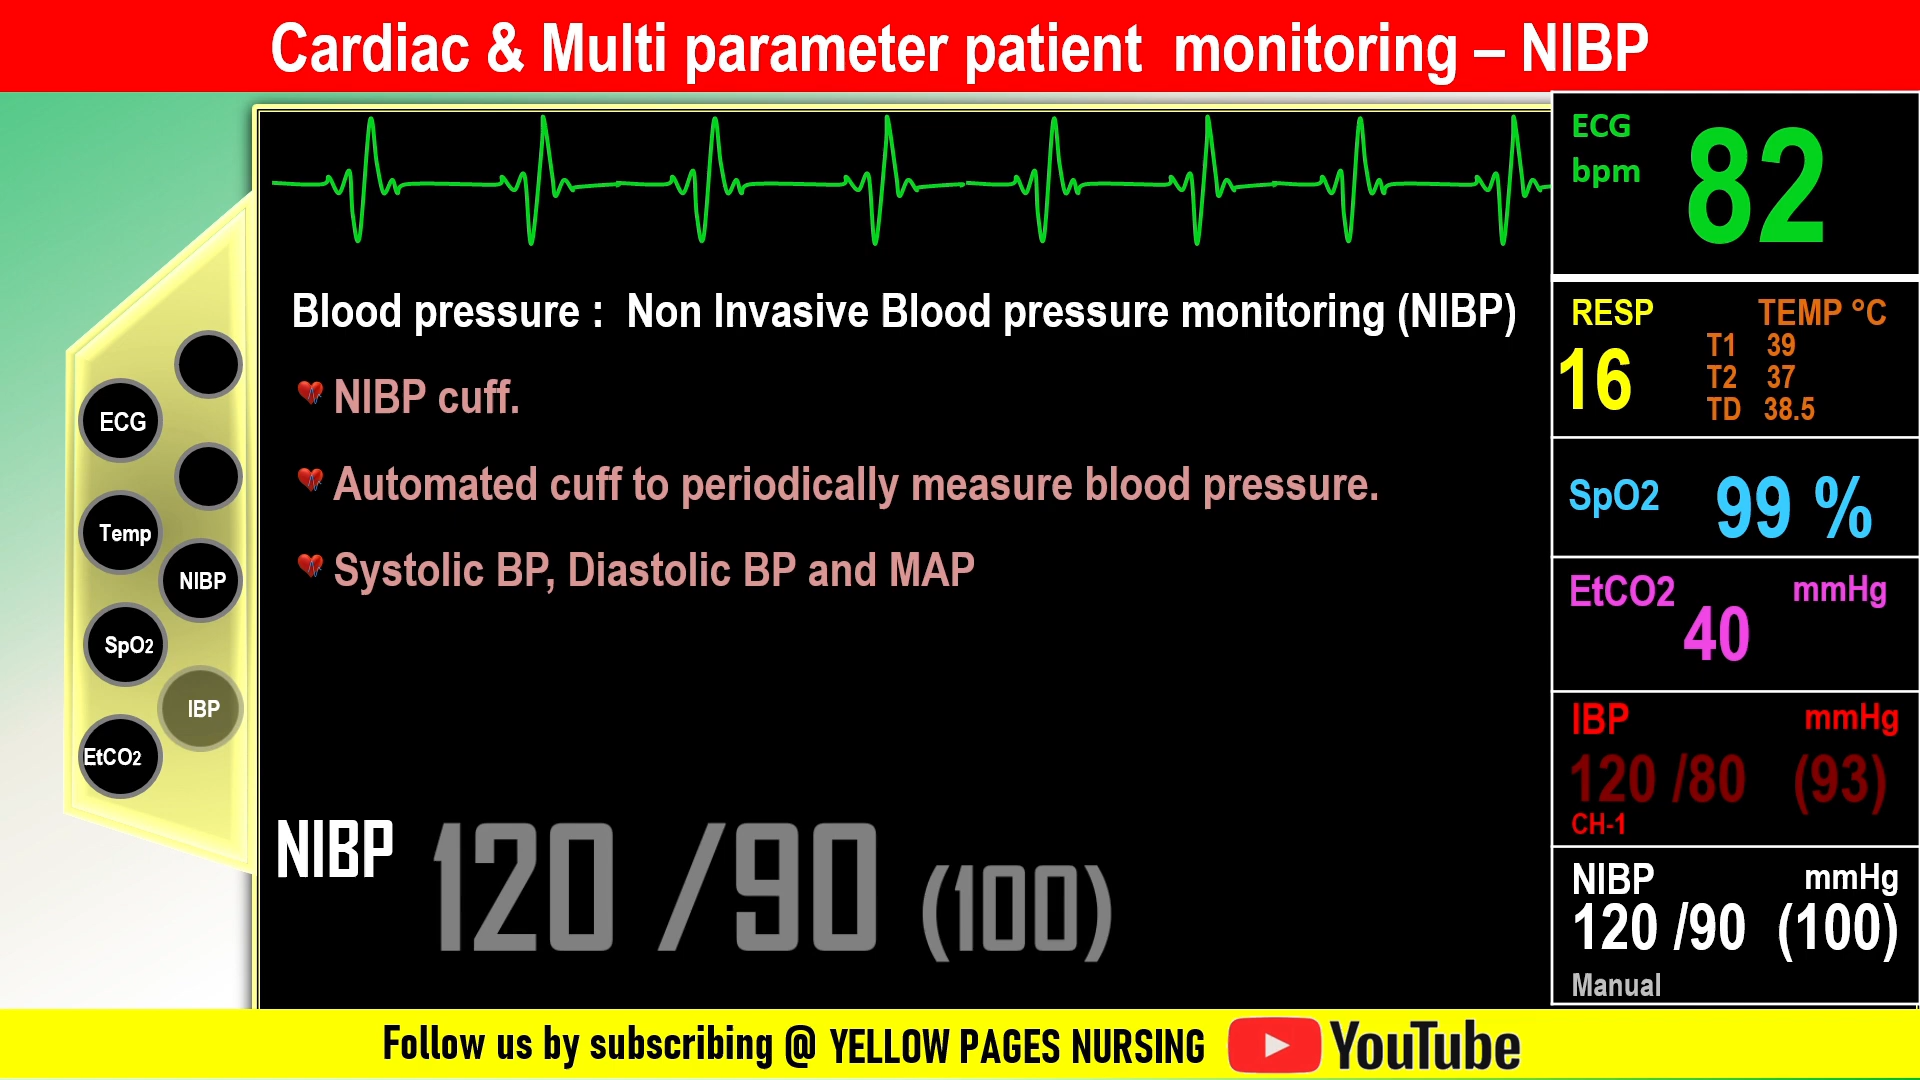 Cardiac & Multi parameter patient monitoring – NIBP
ECG
bpm
82
Blood pressure : Non Invasive Blood pressure monitoring (NIBP)
NIBP cuff.
Automated cuff to periodically measure blood pressure.
Systolic BP, Diastolic BP and MAP
RESP
16
TEMP °C
T1 39
T2 37
TD 38.5
SpO2 99 %
EtCO2 mmHg
40
IBP mmHg
120 /80 (93)
CH-1
NIBP mmHg
120 /90 (100)
Manual
ECG
Temp
NIBP
SpO2
IBP
EtCO2
NIBP 120 /90 (100)
Follow us by subscribing @ YELLOW PAGES NURSING YouTube